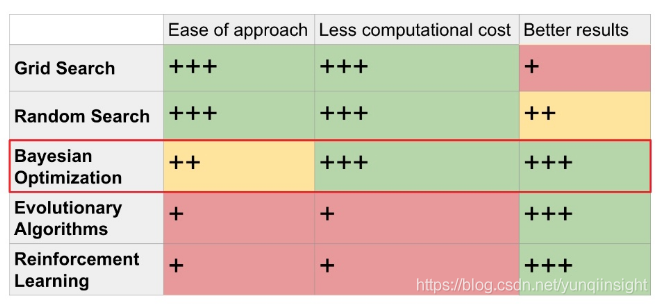 Ease of approach Less computational cost Better results
Grid Search +++ +++ +
Random Search +++ +++ ++
Bayesian
Optimization ++ +++ +++
Evolutionary
Algorithms + + +++
Reinforcement
Learning + + +++
https://blog.csdn.net/yunqiinsight